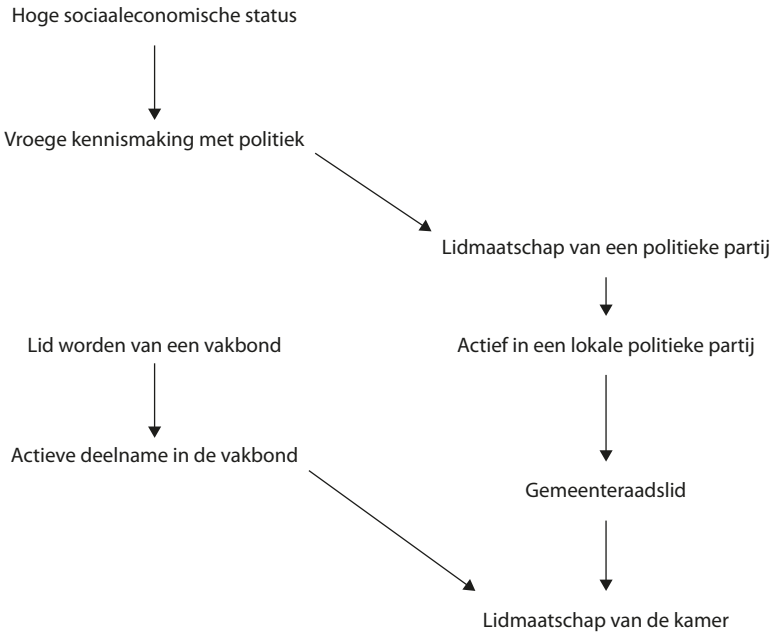 Hoge sociaaleconomische status
Vroege kennismaking met politiek
Lidmaatschap van een politieke partij
Lid worden van een vakbond
Actief in een lokale politieke partij
Actieve deelname in de vakbond
Gemeenteraadslid
Lidmaatschap van de kamer